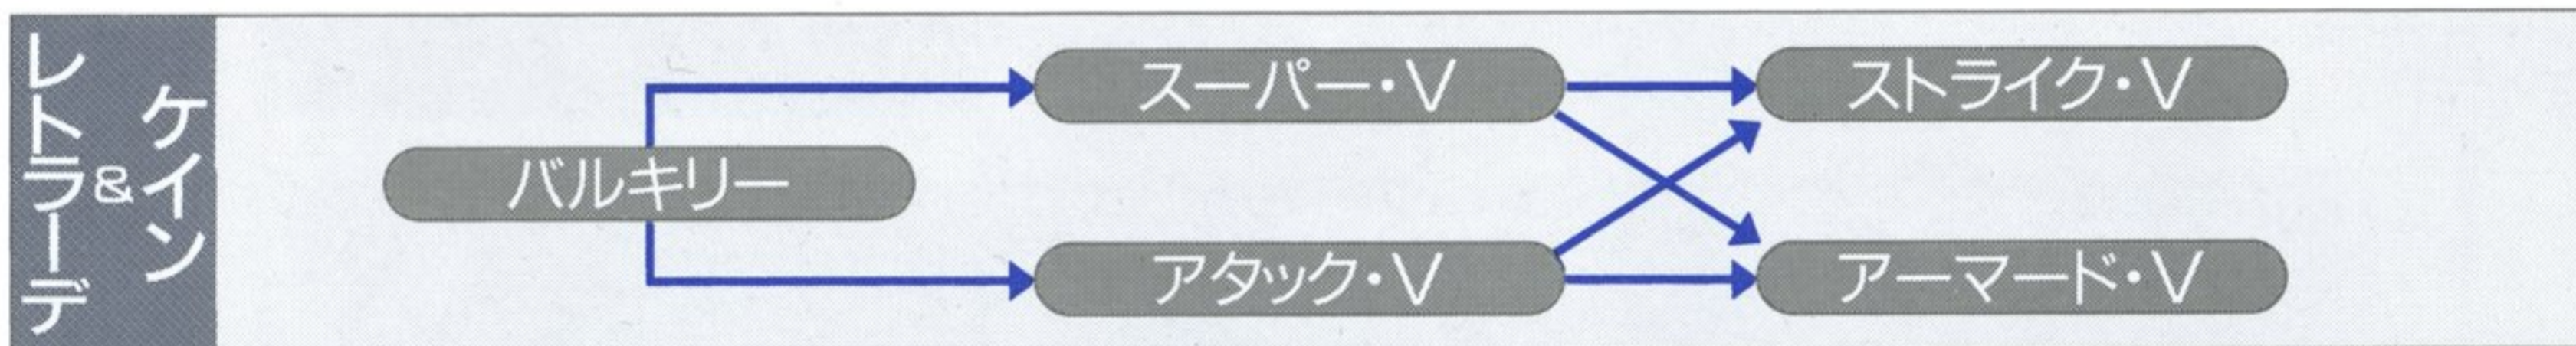 ケイン
&
レトラーデ
バルキリー
スーパー・V
アタック・V
ストライク・V
アーマード・V